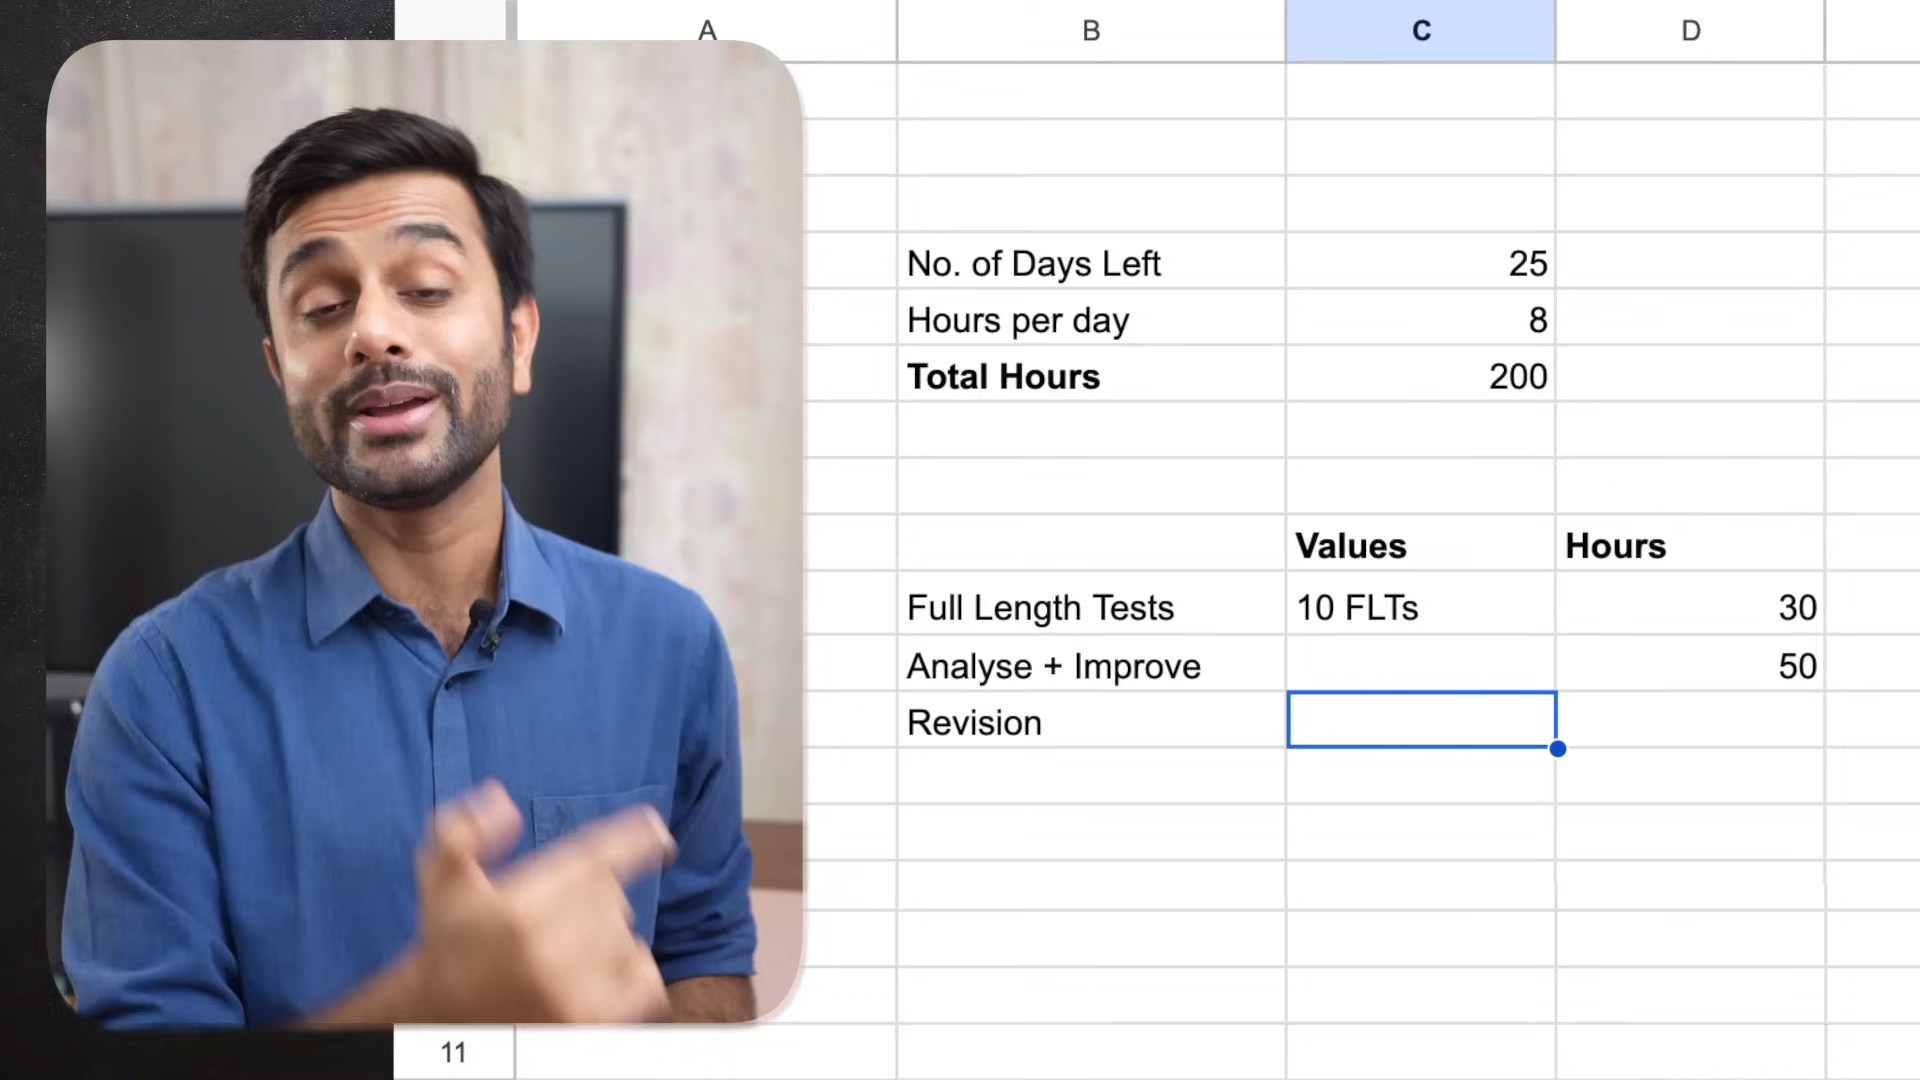 A B C D
No. of Days Left 25
Hours per day 8
Total Hours 200
Values Hours
Full Length Tests 10 FLTs 30
Analyse + Improve 50
Revision
11